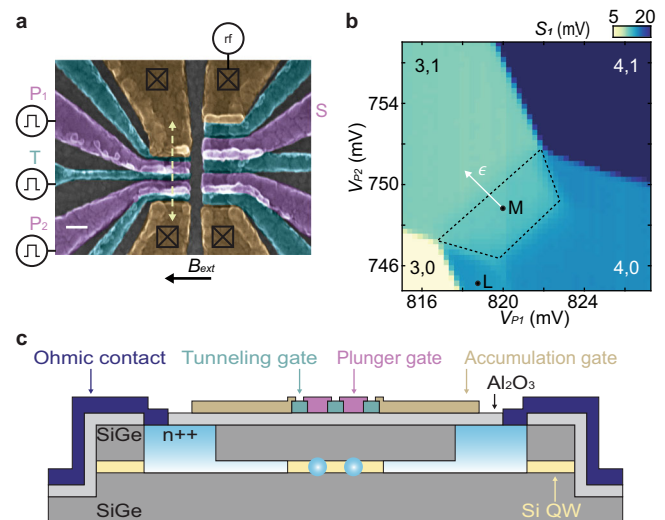 a
rf
P₁
S
T
P₂
B_ext
b
S₁ (mV)
5 20
3,1
4,1
754
ϵ
750
M
V_P2 (mV)
746
3,0
L
4,0
816 820 824
V_P1 (mV)
c
Ohmic contact
Tunneling gate
Plunger gate
Accumulation gate
Al₂O₃
SiGe
n++
Si QW
SiGe